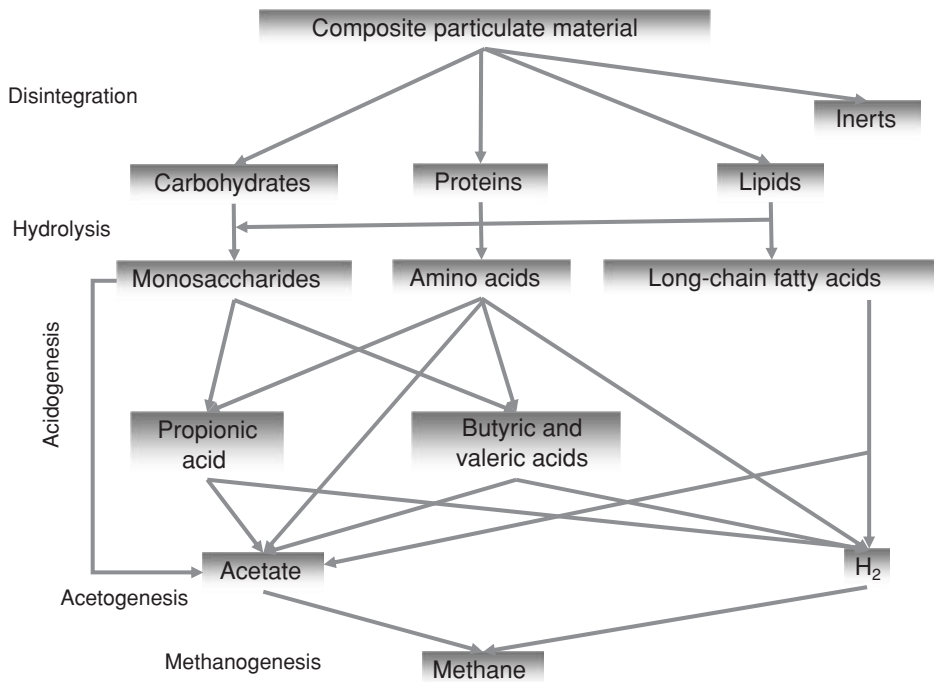 Composite particulate material
Disintegration
Inerts
Carbohydrates
Proteins
Lipids
Hydrolysis
Monosaccharides
Amino acids
Long-chain fatty acids
Acidogenesis
Propionic
acid
Butyric and
valeric acids
Acetate
H₂
Acetogenesis
Methanogenesis
Methane